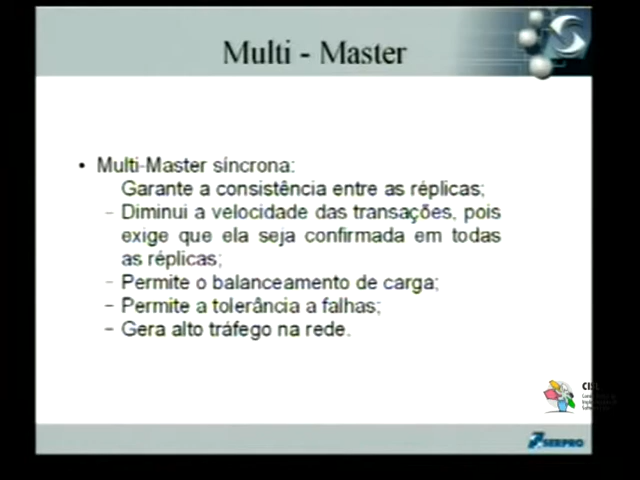 Multi - Master
• Multi-Master síncrona:
Garante a consistência entre as réplicas;
– Diminui a velocidade das transações, pois
exige que ela seja confirmada em todas
as réplicas;
– Permite o balanceamento de carga;
– Permite a tolerância a falhas;
– Gera alto tráfego na rede.
CISL
SERPRO